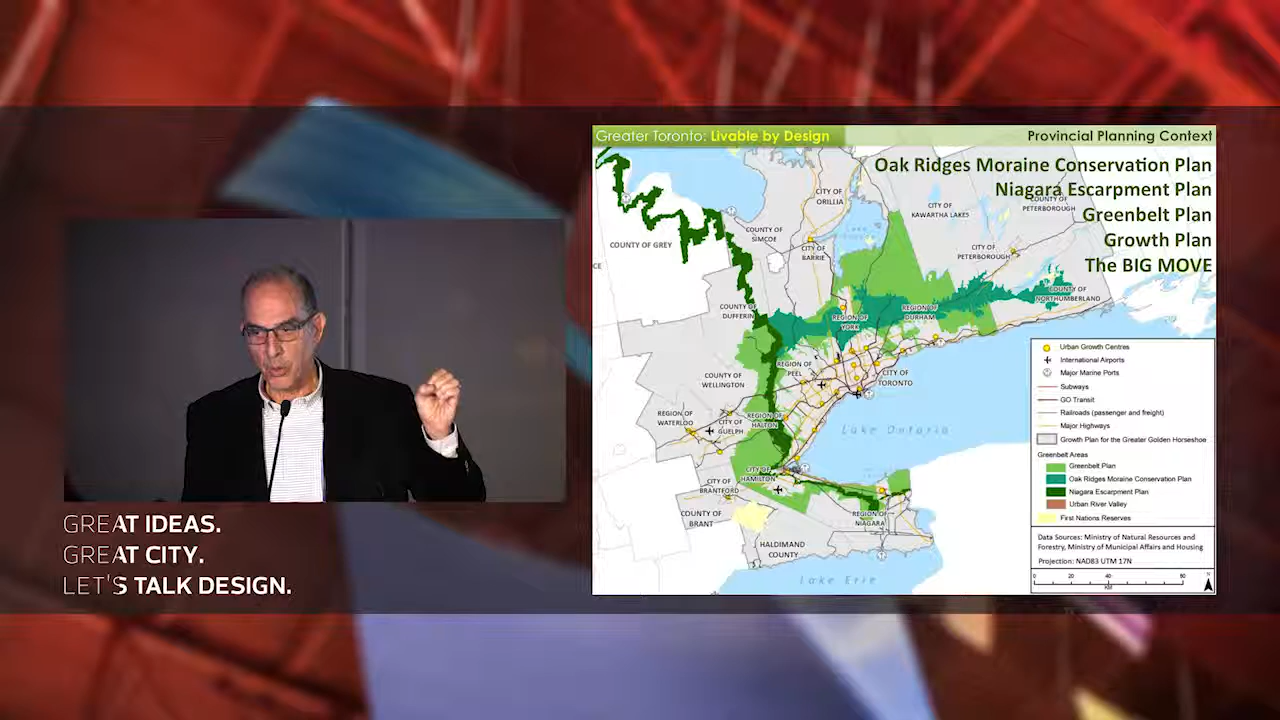 Greater Toronto: Livable by Design
Provincial Planning Context
Oak Ridges Moraine Conservation Plan
Niagara Escarpment Plan
Greenbelt Plan
Growth Plan
The BIG MOVE
CITY OF
ORILLIA
CITY OF
KAWARTHA LAKES
COUNTY OF
PETERBOROUGH
COUNTY OF
SIMCOE
COUNTY OF GREY
CITY OF
BARRIE
Lake
CITY OF
PETERBOROUGH
COUNTY OF
NORTHUMBERLAND
COUNTY OF
DUFFERIN
REGION OF
YORK
REGION OF
DURHAM
REGION OF
PEEL
COUNTY OF
WELLINGTON
CITY OF
TORONTO
REGION OF
WATERLOO
CITY OF
GUELPH
REGION OF
HALTON
Lake Ontario
CITY OF
HAMILTON
CITY OF
BRANTFORD
COUNTY OF
BRANT
REGION OF
NIAGARA
HALDIMAND
COUNTY
Lake Erie
Urban Growth Centres
International Airports
Major Marine Ports
Subways
GO Transit
Railroads (passenger and freight)
Major Highways
Growth Plan for the Greater Golden Horseshoe
Greenbelt Areas
Greenbelt Plan
Oak Ridges Moraine Conservation Plan
Niagara Escarpment Plan
Urban River Valley
First Nations Reserves
Data Sources: Ministry of Natural Resources and
Forestry, Ministry of Municipal Affairs and Housing
Projection: NAD83 UTM 17N
0 20 40 80
KM
N
GREAT IDEAS.
GREAT CITY.
LET'S TALK DESIGN.